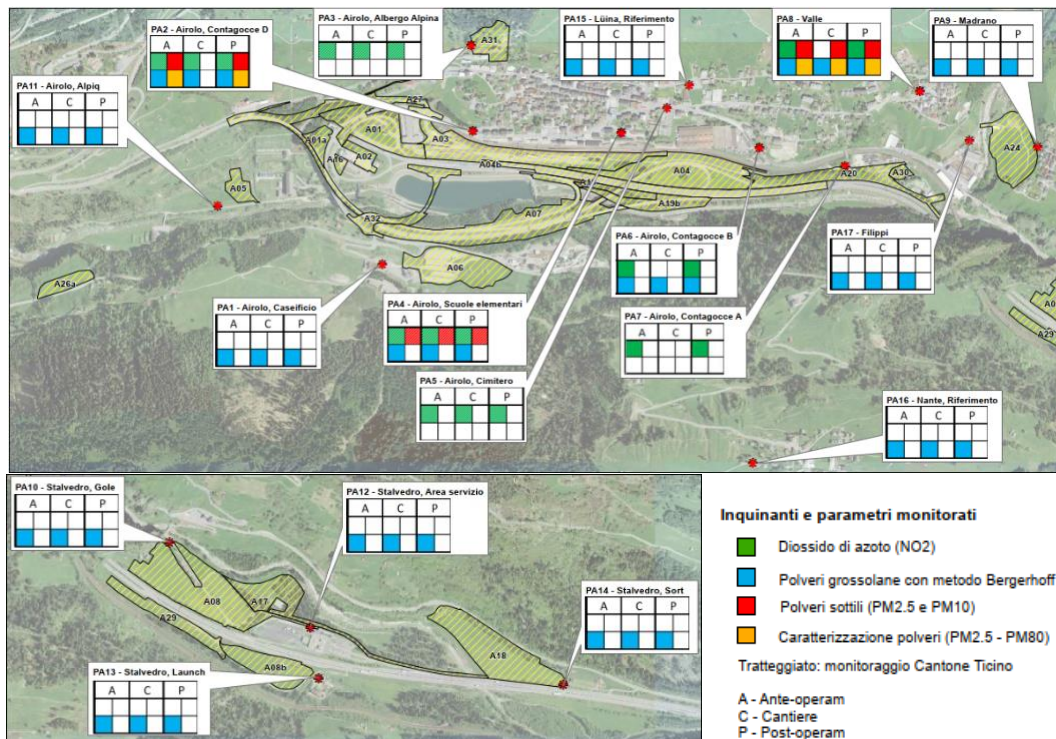 PA2 - Airolo, Contagocce D
A C P
PA3 - Airolo, Albergo Alpina
A C P
A31
PA15 - Lüina, Riferimento
A C P
PA8 - Valle
A C P
PA9 - Madrano
A C P
PA11 - Airolo, Alpiq
A C P
A27
A01
A01a
A03
A16
A02
A04b
A04
A20
A30
A24
A05
A32
A07
A19b
A06
A26a
A29
PA1 - Airolo, Caseificio
A C P
PA4 - Airolo, Scuole elementari
A C P
PA5 - Airolo, Cimitero
A C P
PA6 - Airolo, Contagocce B
A C P
PA7 - Airolo, Contagocce A
A C P
PA17 - Filippi
A C P
PA16 - Nante, Riferimento
A C P
PA10 - Stalvedro, Gole
A C P
PA12 - Stalvedro, Area servizio
A C P
PA14 - Stalvedro, Sort
A C P
PA13 - Stalvedro, Launch
A C P
A08
A17
A29
A08b
A18
Inquinanti e parametri monitorati
Diossido di azoto (NO2)
Polveri grossolane con metodo Bergerhoff
Polveri sottili (PM2.5 e PM10)
Caratterizzazione polveri (PM2.5 - PM80)
Tratteggiato: monitoraggio Cantone Ticino
A - Ante-operam
C - Cantiere
P - Post-operam